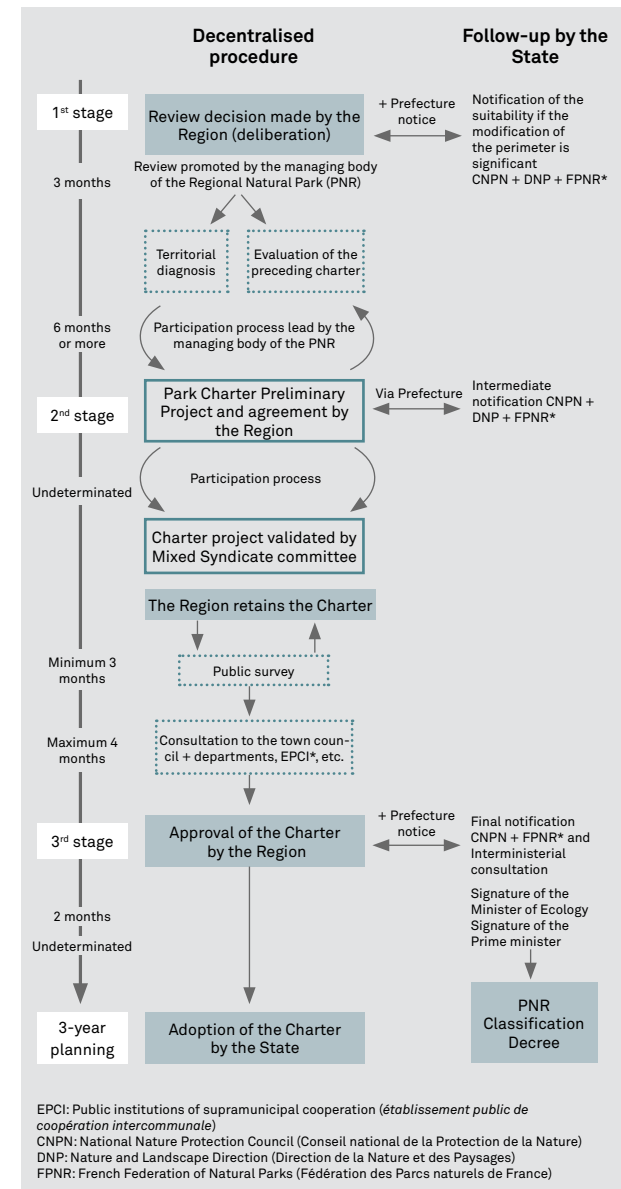 Decentralised
procedure
Follow-up by the
State
1st stage
Review decision made by the
Region (deliberation)
+ Prefecture
notice
Notification of the
suitability if the
modification of
the perimeter is
significant
CNPN + DNP + FPNR*
3 months
Review promoted by the managing body
of the Regional Natural Park (PNR)
Territorial
diagnosis
Evaluation of the
preceding charter
6 months
or more
Participation process lead by the
managing body of the PNR
2nd stage
Park Charter Preliminary
Project and agreement by
the Region
Via Prefecture
Intermediate
notification CNPN +
DNP + FPNR*
Undeterminated
Participation process
Charter project validated by
Mixed Syndicate committee
The Region retains the Charter
Minimum 3
months
Public survey
Maximum 4
months
Consultation to the town coun-
cil + departments, EPCI*, etc.
3rd stage
Approval of the Charter
by the Region
+ Prefecture
notice
Final notification
CNPN + FPNR* and
Interministerial
consultation
Signature of the
Minister of Ecology
Signature of the
Prime minister
2 months
Undeterminated
3-year
planning
Adoption of the Charter
by the State
PNR
Classification
Decree
EPCI: Public institutions of supramunicipal cooperation (établissement public de
coopération intercommunale)
CNPN: National Nature Protection Council (Conseil national de la Protection de la Nature)
DNP: Nature and Landscape Direction (Direction de la Nature et des Paysages)
FPNR: French Federation of Natural Parks (Fédération des Parcs naturels de France)